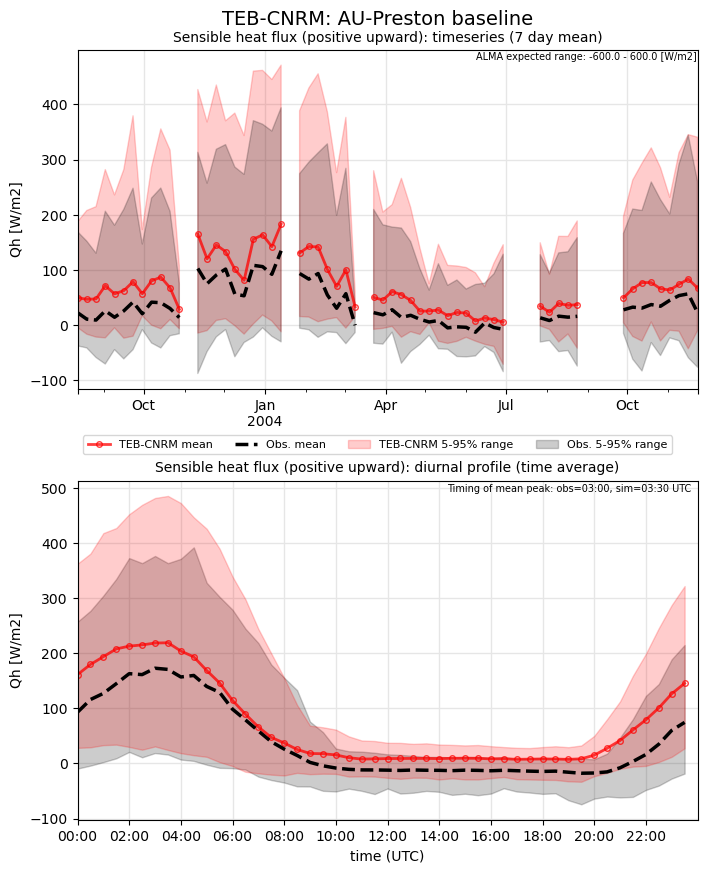 TEB-CNRM: AU-Preston baseline
Sensible heat flux (positive upward): timeseries (7 day mean)
ALMA expected range: -600.0 - 600.0 [W/m2]
Qh [W/m2]
400
300
200
100
0
−100
Oct Jan Apr Jul Oct
2004
TEB-CNRM mean Obs. mean TEB-CNRM 5-95% range Obs. 5-95% range
Sensible heat flux (positive upward): diurnal profile (time average)
Timing of mean peak: obs=03:00, sim=03:30 UTC
Qh [W/m2]
500
400
300
200
100
0
−100
00:00 02:00 04:00 06:00 08:00 10:00 12:00 14:00 16:00 18:00 20:00 22:00
time (UTC)